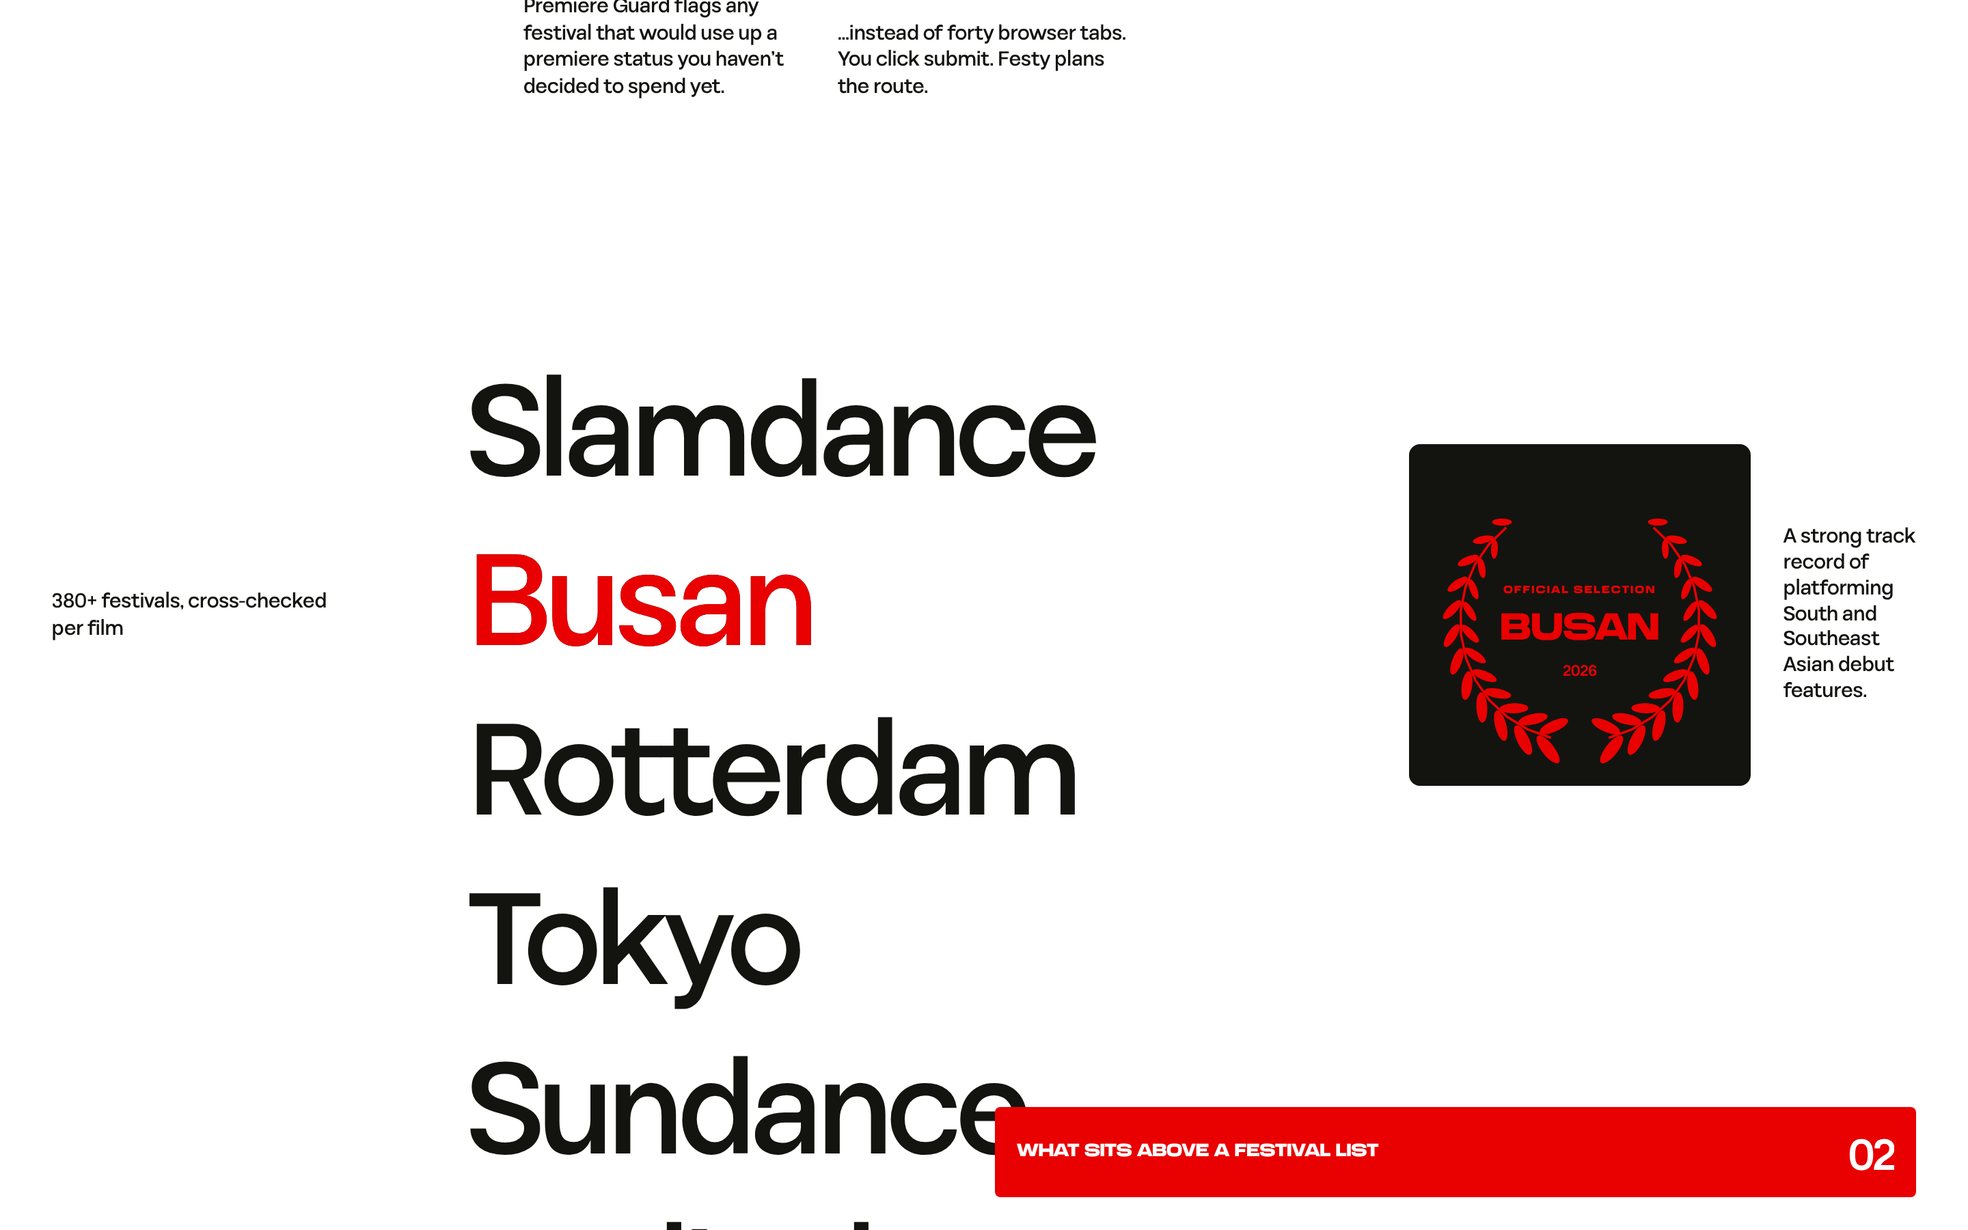 Premiere Guard flags any
festival that would use up a
premiere status you haven’t
decided to spend yet.
…instead of forty browser tabs.
You click submit. Festy plans
the route.
380+ festivals, cross-checked
per film
Slamdance
Busan
Rotterdam
Tokyo
Sundance
OFFICIAL SELECTION
BUSAN
2026
A strong track
record of
platforming
South and
Southeast
Asian debut
features.
WHAT SITS ABOVE A FESTIVAL LIST
02